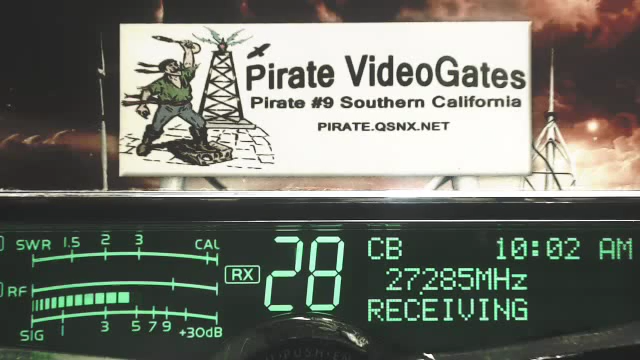 Pirate VideoGates
Pirate #9 Southern California
PIRATE.QSNX.NET
SWR 1.5 2 3 CAL
RF
SIG 1 3 5 7 9 +30dB
RX
28
CB 10:02 AM
27285MHz
RECEIVING
PUSH